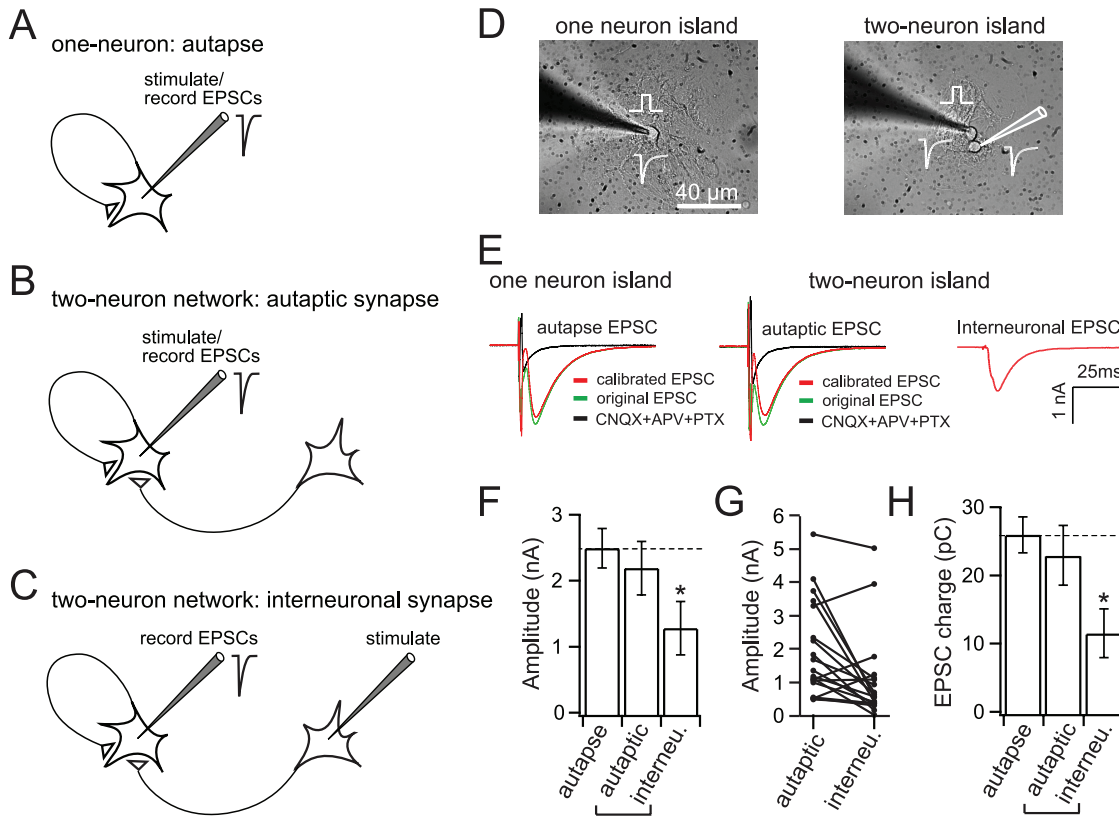 A
one-neuron: autapse
stimulate/
record EPSCs
B
two-neuron network: autaptic synapse
stimulate/
record EPSCs
C
two-neuron network: interneuronal synapse
record EPSCs
stimulate
D
one neuron island
two-neuron island
40 µm
E
one neuron island
two-neuron island
autapse EPSC
calibrated EPSC
original EPSC
CNQX+APV+PTX
autaptic EPSC
calibrated EPSC
original EPSC
CNQX+APV+PTX
Interneuronal EPSC
25ms
1 nA
F
Amplitude (nA)
3
2
1
0
*
autapse
autaptic
interneu.
G
Amplitude (nA)
6
5
4
3
2
1
0
autaptic
interneu.
H
EPSC charge (pC)
30
20
10
0
*
autapse
autaptic
interneu.